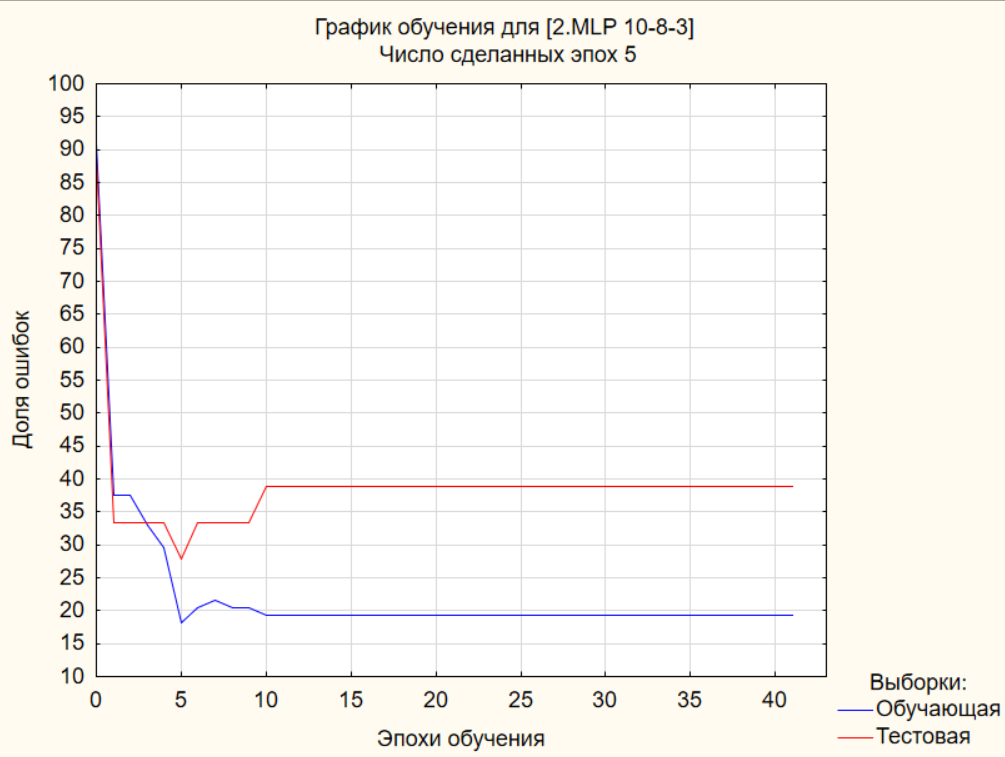 График обучения для [2.MLP 10-8-3]
Число сделанных эпох 5
Доля ошибок
100
95
90
85
80
75
70
65
60
55
50
45
40
35
30
25
20
15
10
0 5 10 15 20 25 30 35 40
Эпохи обучения
Выборки:
Обучающая
Тестовая